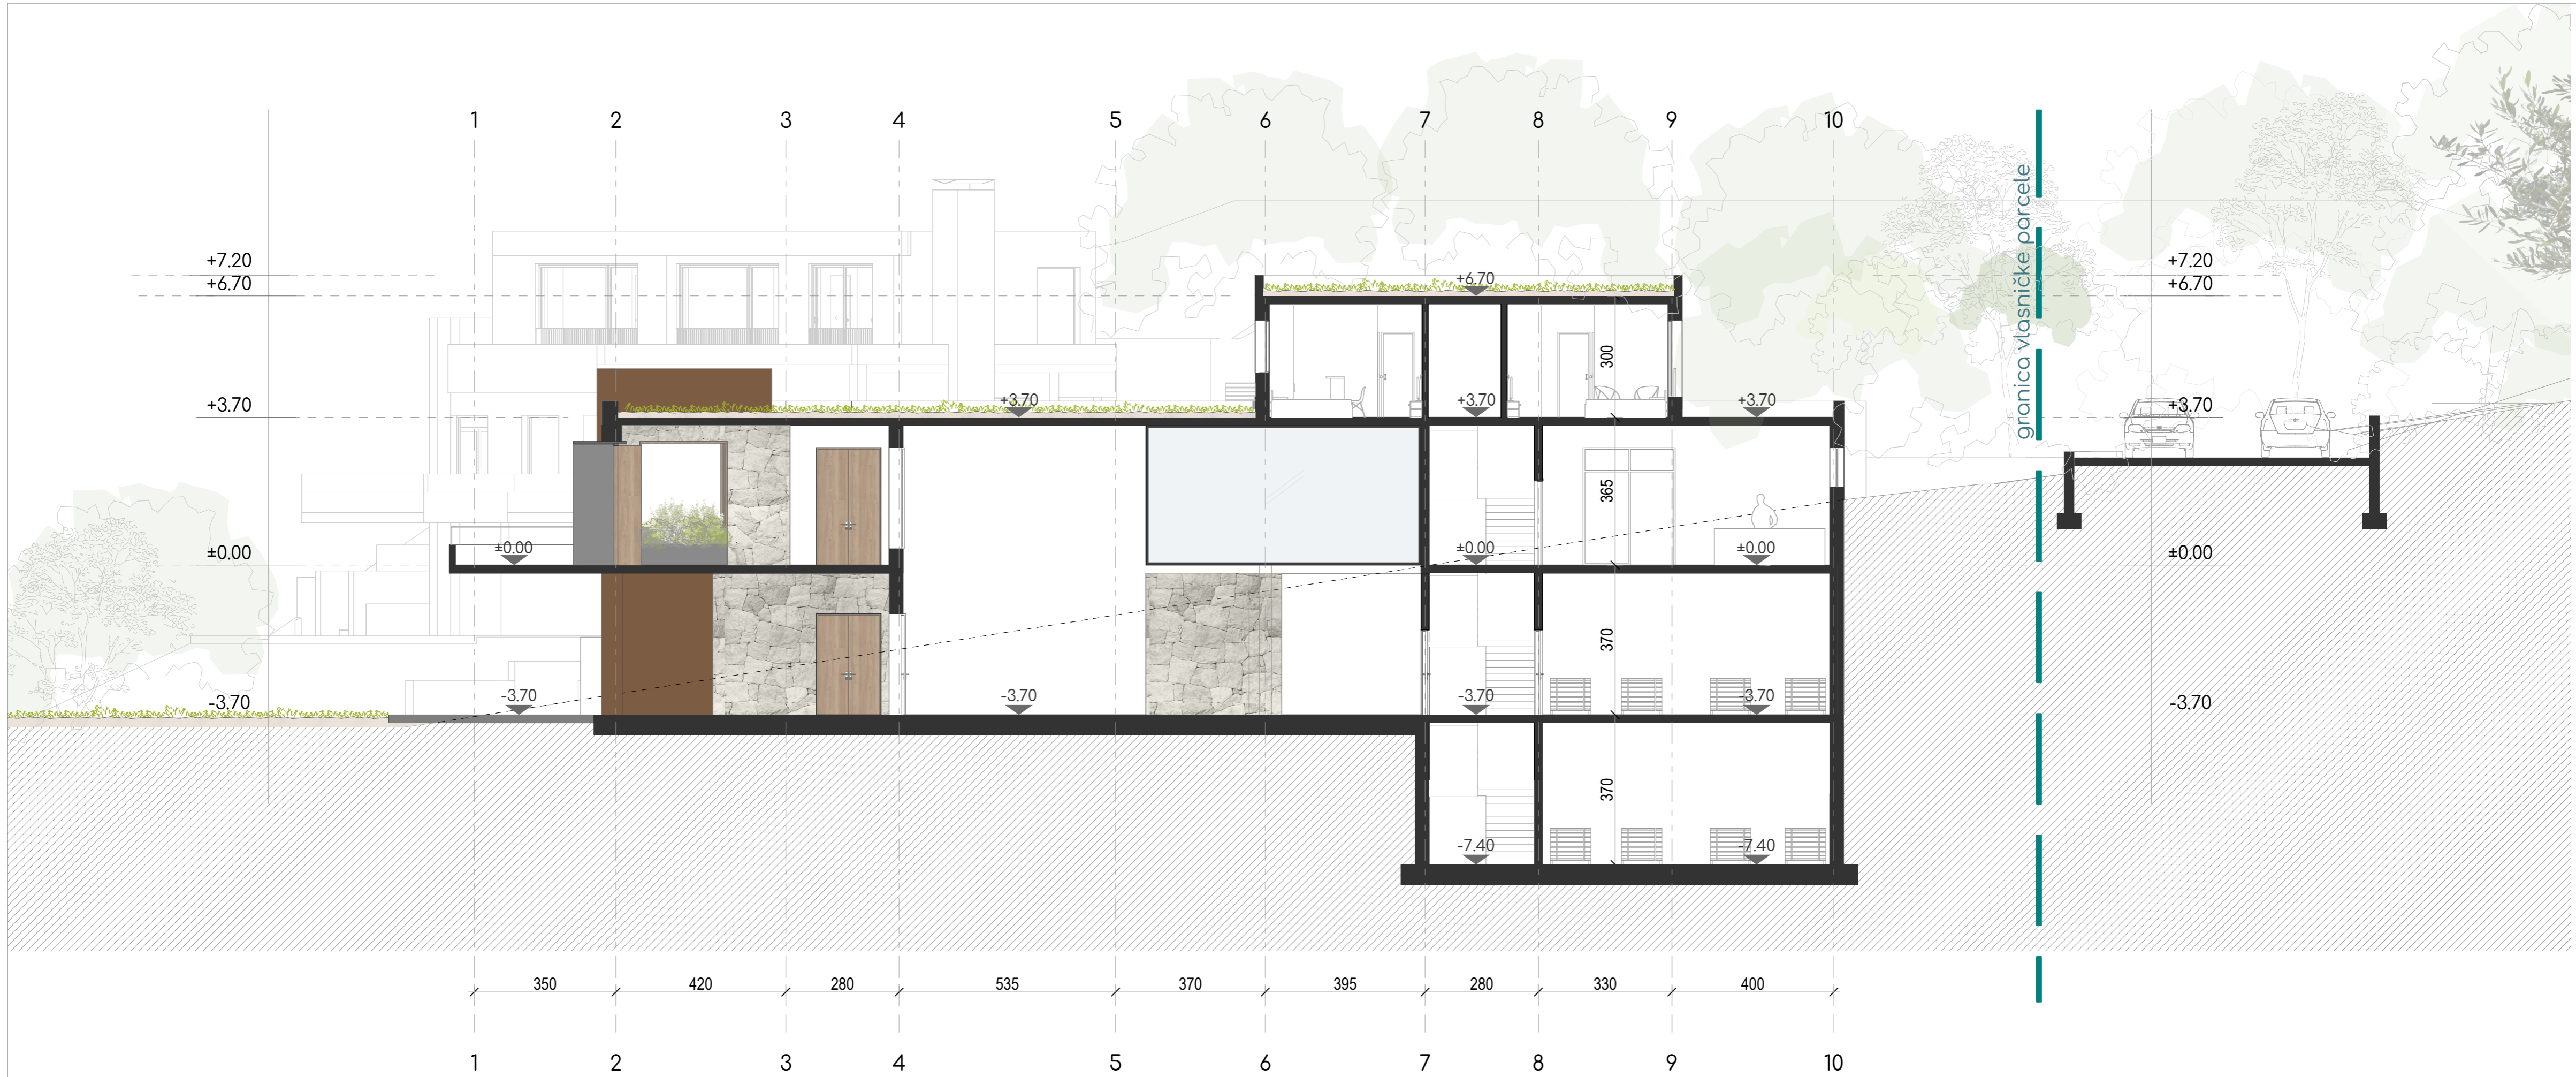 1 2 3 4 5 6 7 8 9 10
granica vlasničke parcele
+7.20 +7.20
+6.70 +6.70 +6.70
300
+3.70 +3.70 +3.70 +3.70 +3.70
365
±0.00 ±0.00 ±0.00 ±0.00 ±0.00
370
-3.70 -3.70 -3.70 -3.70 -3.70 -3.70
370
-7.40 -7.40
350 420 280 535 370 395 280 330 400
1 2 3 4 5 6 7 8 9 10